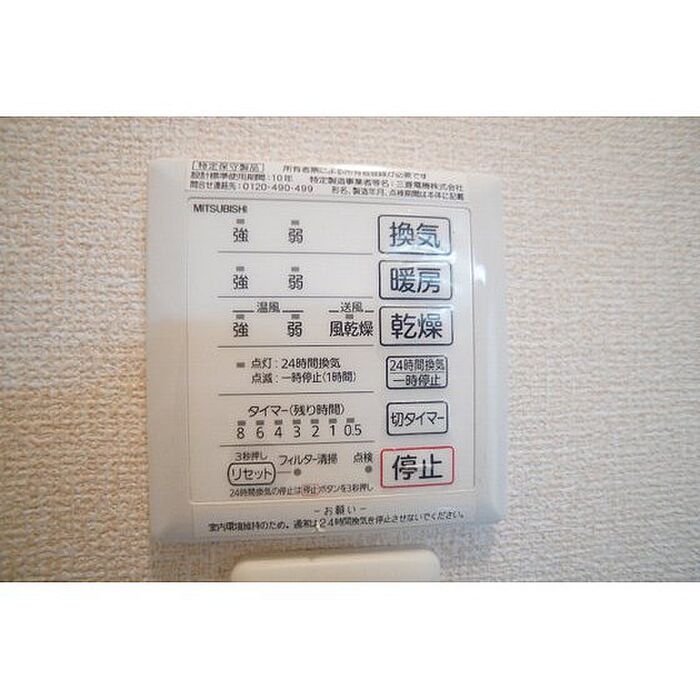 特定保守製品 所有者票による所有者登録が必要です
設計標準使用期間:10年 特定製造事業者等名:三菱電機株式会社
問合せ連絡先:0120-490-499 形名、製造年月、点検期間は本体に記載
MITSUBISHI
強 弱 換気
強 弱 暖房
温風 送風
強 弱 風乾燥 乾燥
点灯:24時間換気 24時間換気
点滅:一時停止(1時間) 一時停止
タイマー(残り時間) 切タイマー
8 6 4 3 2 1 0.5
3秒押し フィルター清掃 点検
リセット 停止
24時間換気の停止は停止ボタンを3秒押し
-お願い-
室内環境維持のため、通常は24時間換気を停止させないでください。